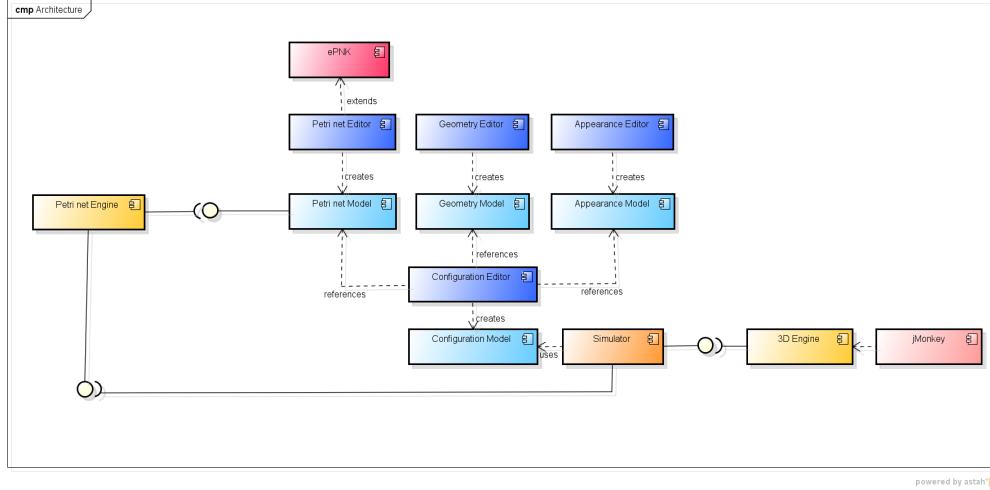 cmp Architecture
ePNK
extends
Petri net Editor
Geometry Editor
Appearance Editor
creates
creates
creates
Petri net Engine
Petri net Model
Geometry Model
Appearance Model
references
Configuration Editor
references
references
creates
Configuration Model
uses
Simulator
3D Engine
jMonkey
powered by astah*